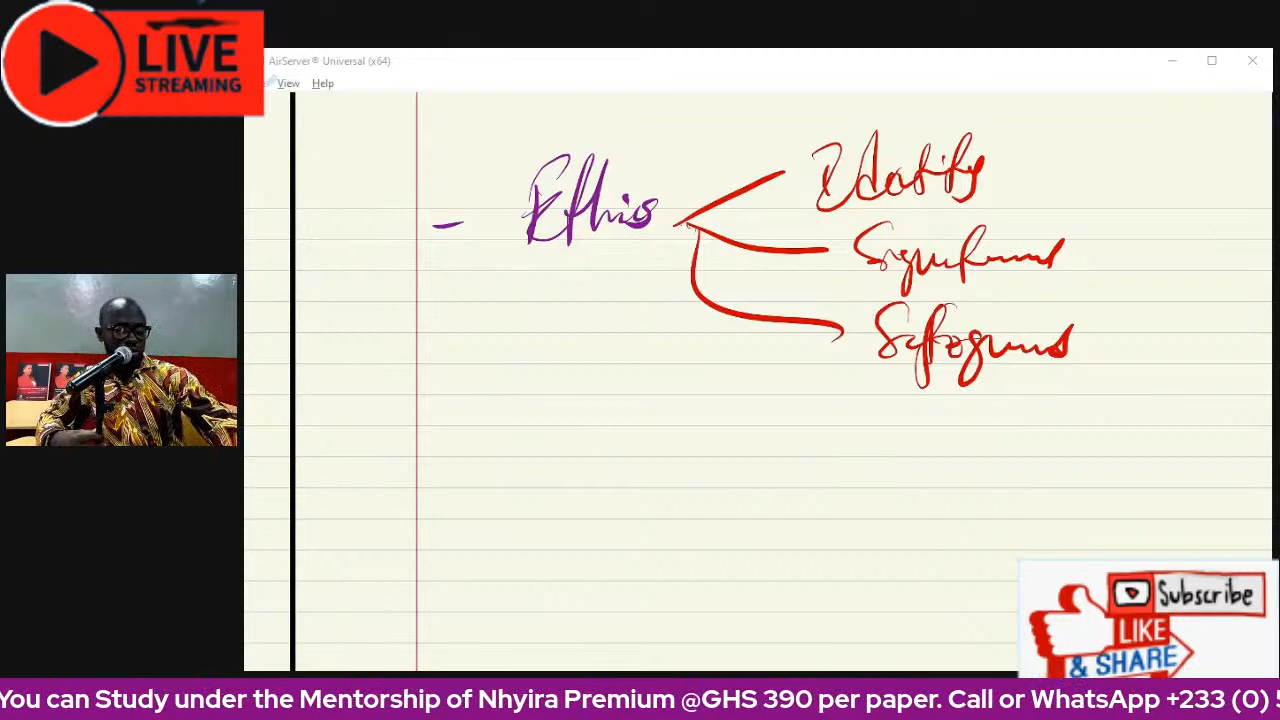 LIVE
STREAMING
AirServer® Universal (x64)
View Help
- Ethics
Identify
Significance
Safeguards
Subscribe
LIKE
& SHARE
You can Study under the Mentorship of Nhyira Premium @GHS 390 per paper. Call or WhatsApp +233 (0) 5